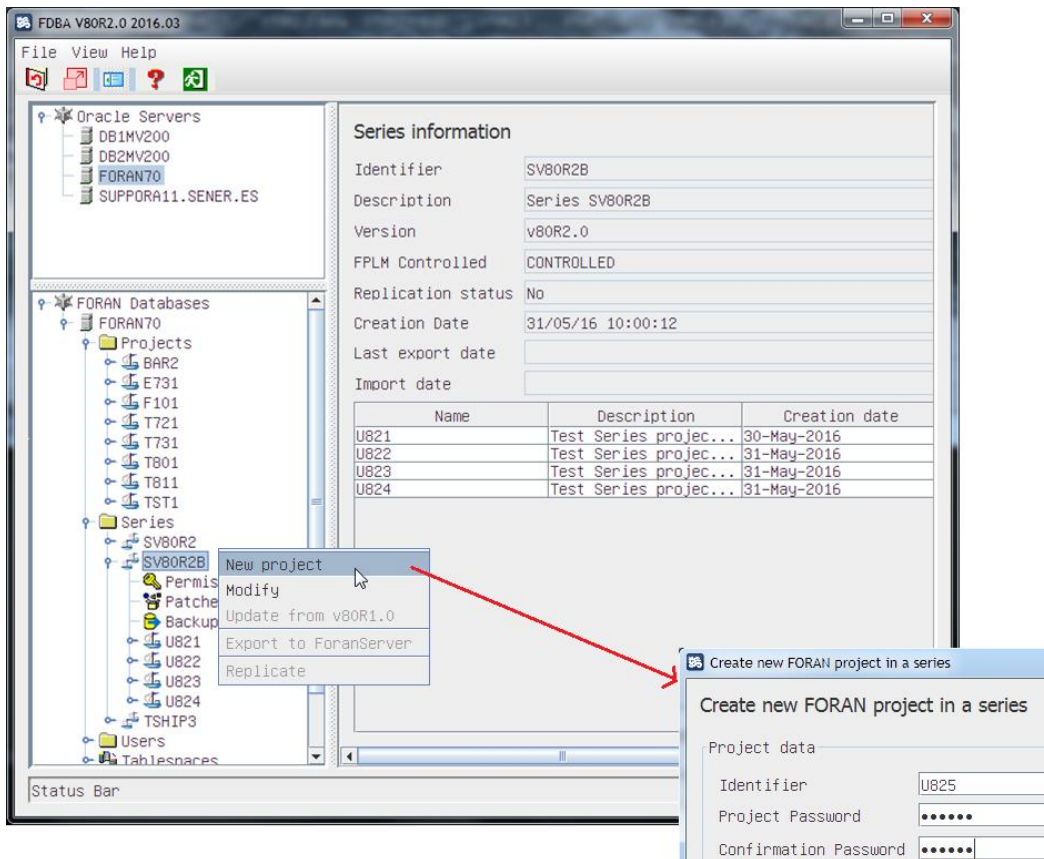 FDBA V80R2.0 2016.03
File View Help
Oracle Servers
DB1MV200
DB2MV200
FORAN70
SUPPORA11.SENER.ES
FORAN Databases
FORAN70
Projects
BAR2
E731
F101
T721
T731
T801
T811
TST1
Series
SV80R2
SV80R2B
Permis
Patche
Backup
U821
U822
U823
U824
TSHIP3
Users
Tablespaces
New project
Modify
Update from v80R1.0
Export to ForanServer
Replicate
Series information
Identifier SV80R2B
Description Series SV80R2B
Version v80R2.0
FPLM Controlled CONTROLLED
Replication status No
Creation Date 31/05/16 10:00:12
Last export date
Import date
Name Description Creation date
U821 Test Series projec... 30-May-2016
U822 Test Series projec... 31-May-2016
U823 Test Series projec... 31-May-2016
U824 Test Series projec... 31-May-2016
Status Bar
Create new FORAN project in a series
Create new FORAN project in a series
Project data
Identifier U825
Project Password ••••••
Confirmation Password ••••••